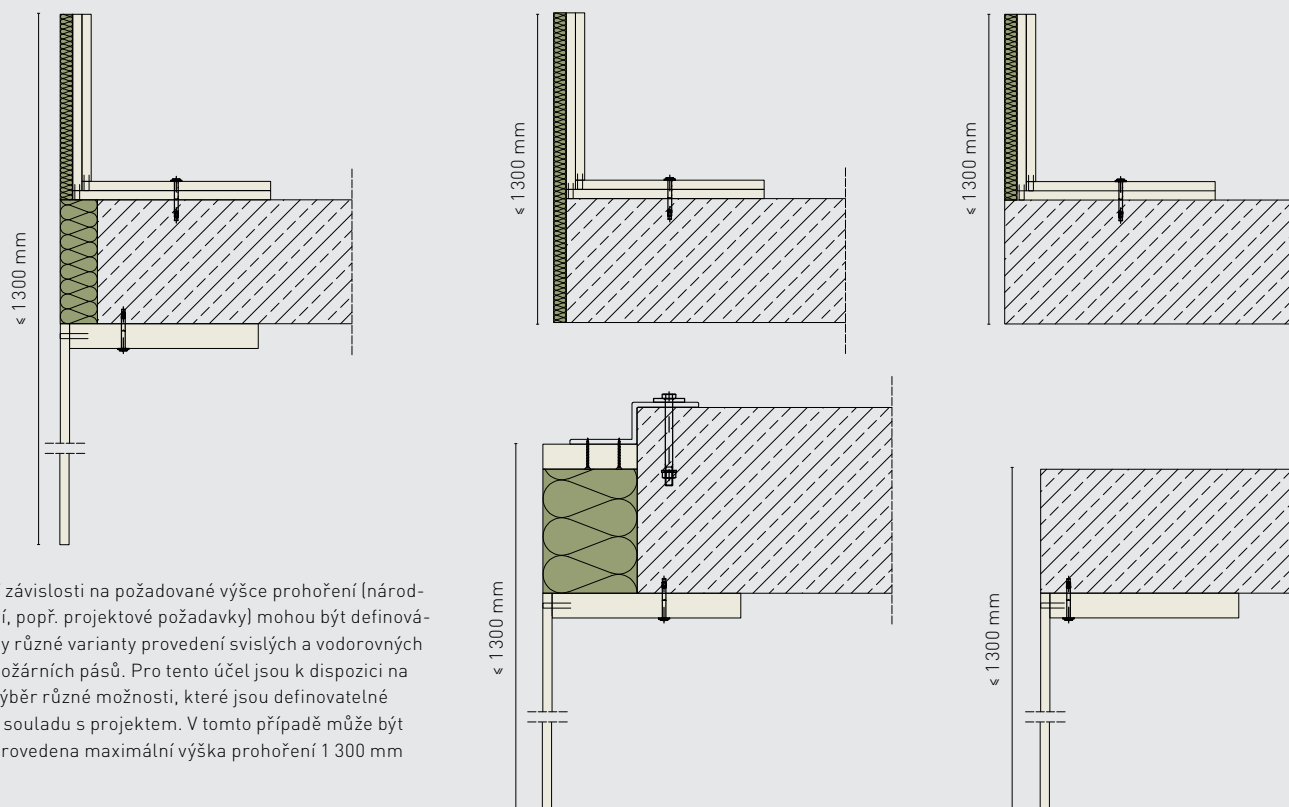 ≤ 1300 mm
≤ 1300 mm
≤ 1300 mm
≤ 1300 mm
≤ 1300 mm
závislosti na požadované výšce prohoření (národ-
í, popř. projektové požadavky) mohou být definová-
y různé varianty provedení svislých a vodorovných
ožárních pásů. Pro tento účel jsou k dispozici na
ýběr různé možnosti, které jsou definovatelné
souladu s projektem. V tomto případě může být
rovedena maximální výška prohoření 1 300 mm